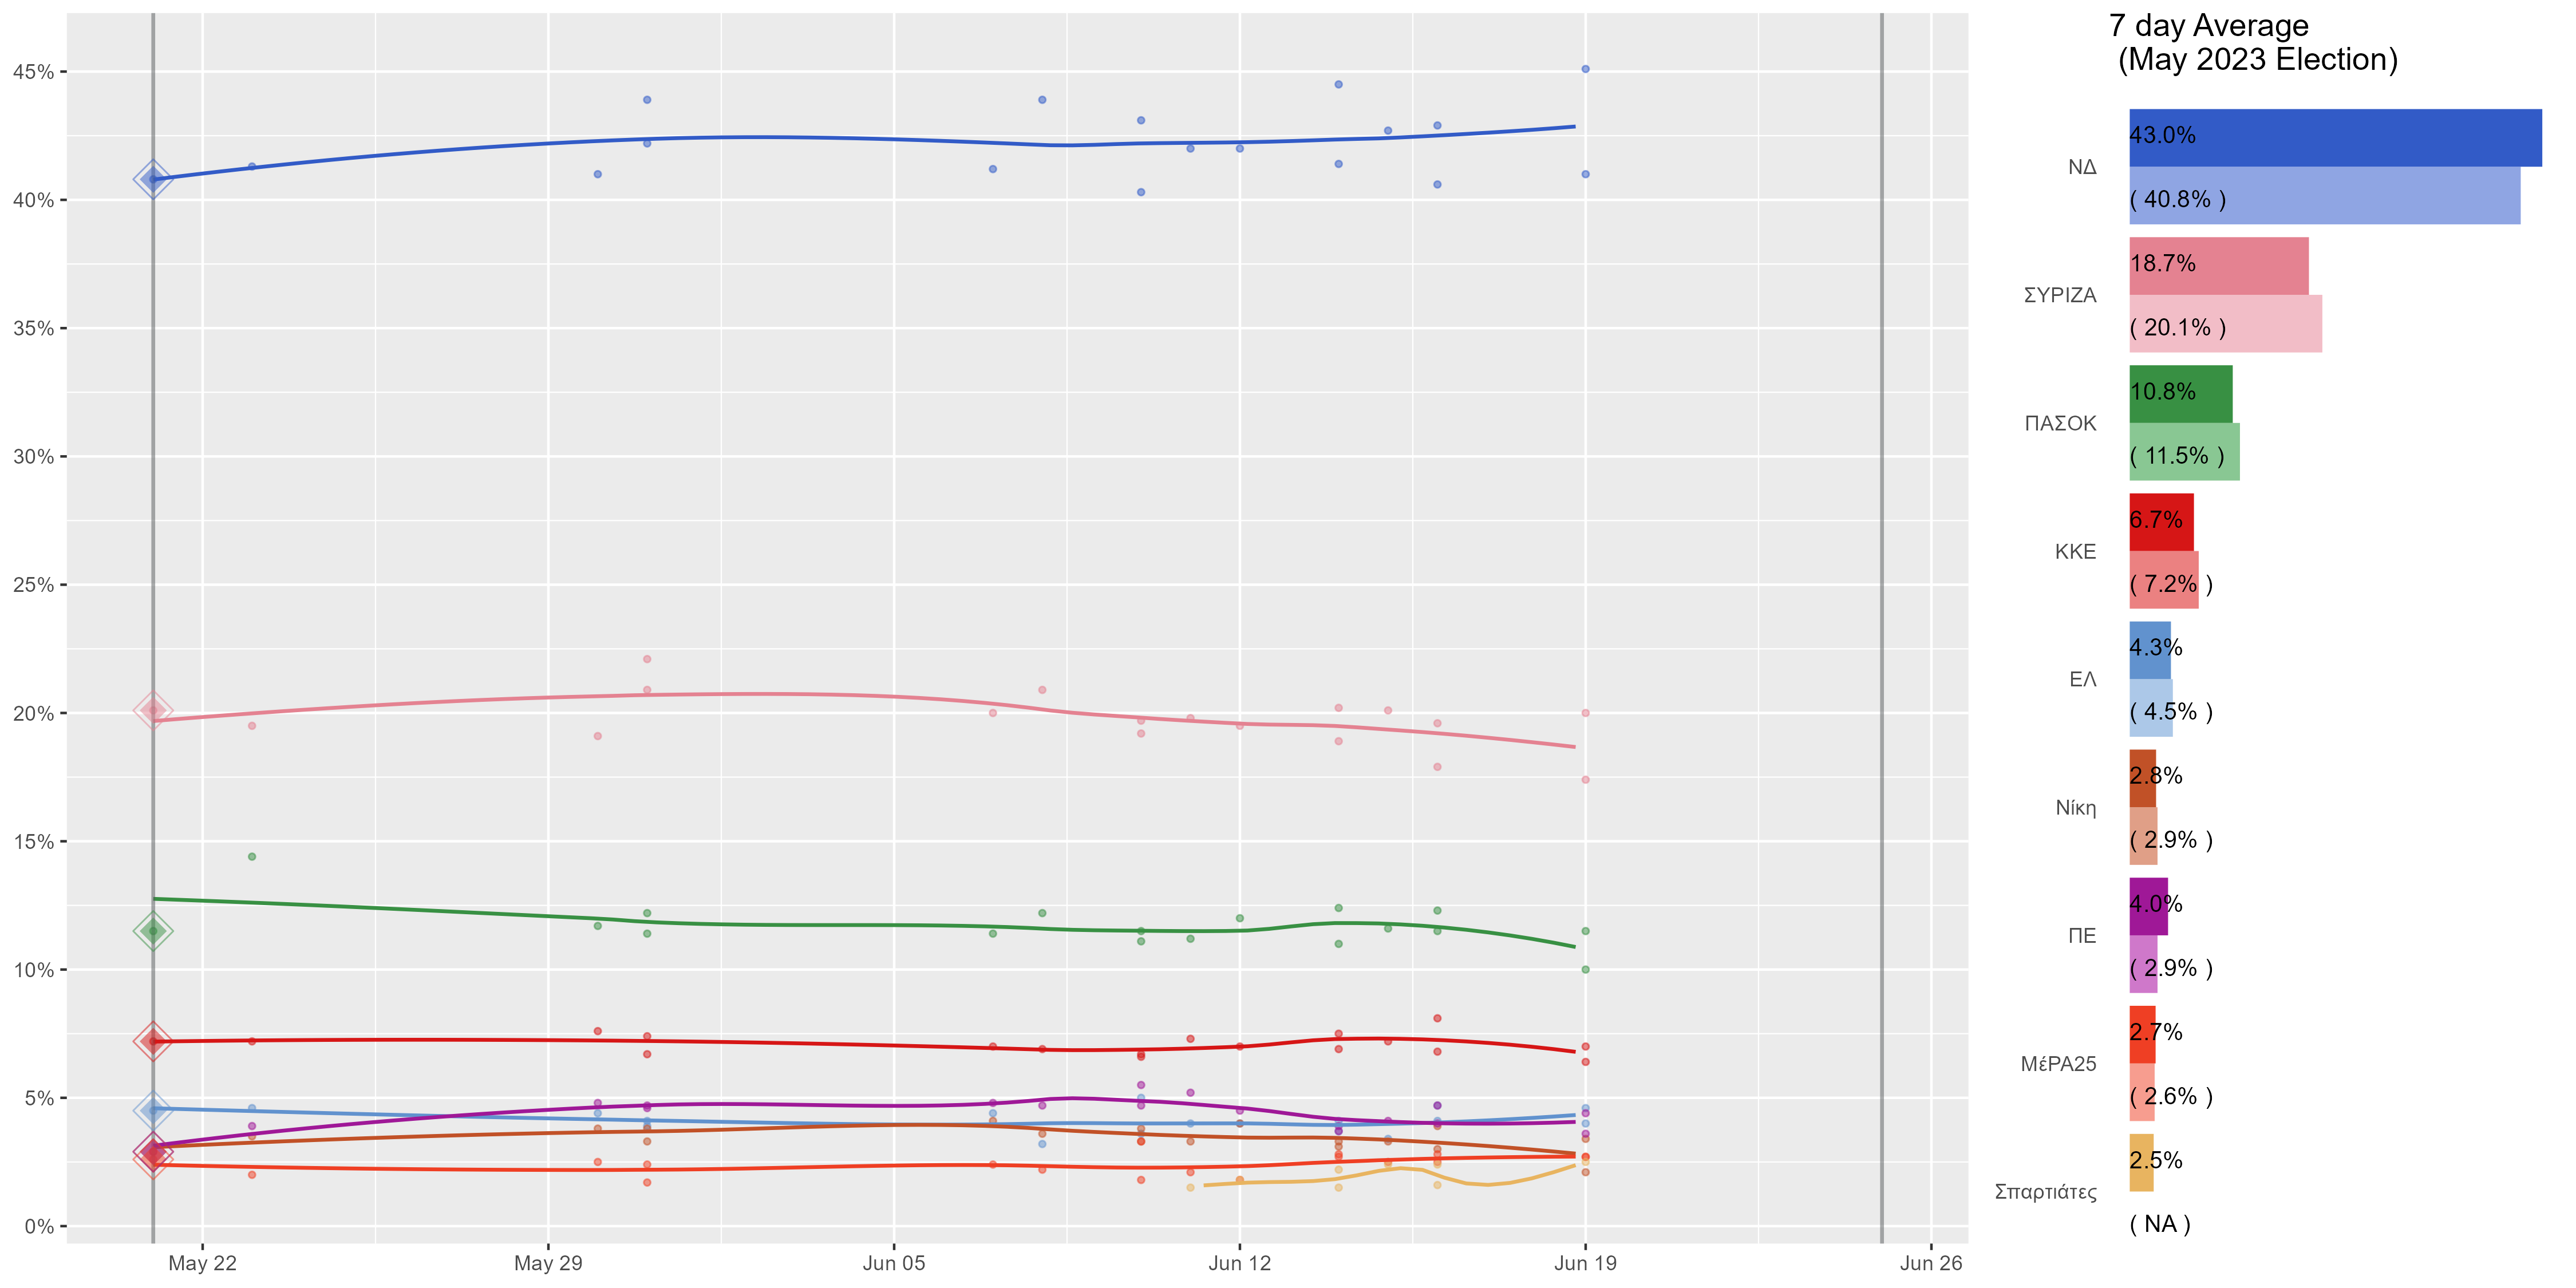 45%
40%
35%
30%
25%
20%
15%
10%
5%
0%
May 22
May 29
Jun 05
Jun 12
Jun 19
Jun 26
7 day Average
(May 2023 Election)
ΝΔ
43.0%
( 40.8% )
ΣΥΡΙΖΑ
18.7%
( 20.1% )
ΠΑΣΟΚ
10.8%
( 11.5% )
ΚΚΕ
6.7%
( 7.2% )
ΕΛ
4.3%
( 4.5% )
Νίκη
2.8%
( 2.9% )
ΠΕ
4.0%
( 2.9% )
ΜέΡΑ25
2.7%
( 2.6% )
Σπαρτιάτες
2.5%
( NA )